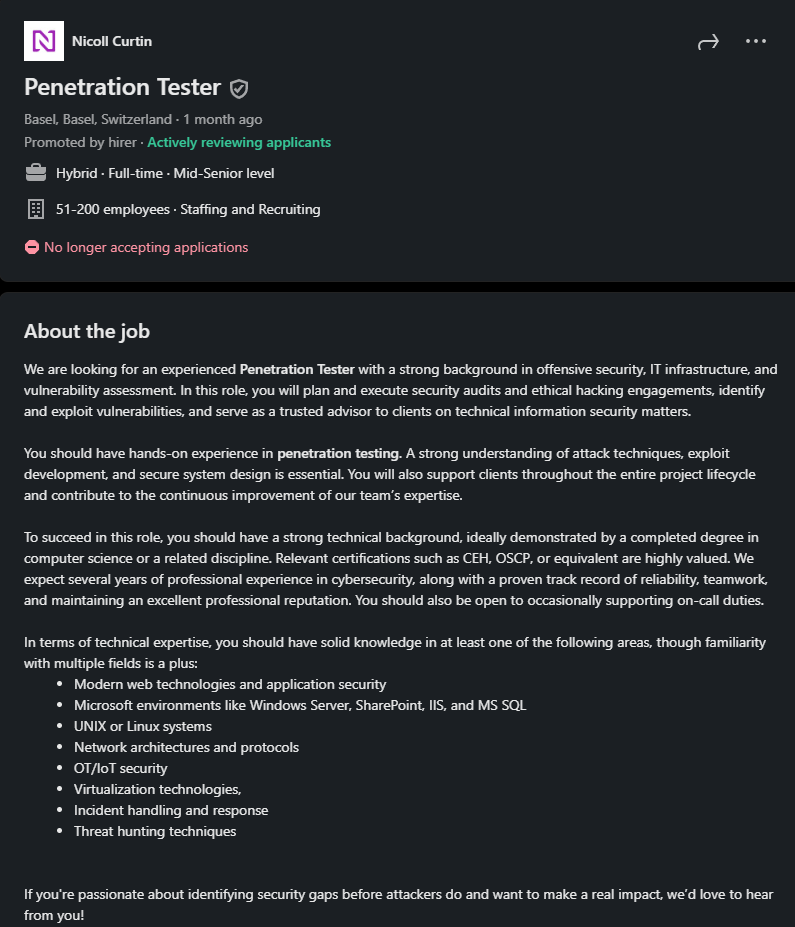 Nicoll Curtin
Penetration Tester
Basel, Basel, Switzerland · 1 month ago
Promoted by hirer · Actively reviewing applicants
Hybrid · Full-time · Mid-Senior level
51-200 employees · Staffing and Recruiting
No longer accepting applications
About the job
We are looking for an experienced Penetration Tester with a strong background in offensive security, IT infrastructure, and
vulnerability assessment. In this role, you will plan and execute security audits and ethical hacking engagements, identify
and exploit vulnerabilities, and serve as a trusted advisor to clients on technical information security matters.
You should have hands-on experience in penetration testing. A strong understanding of attack techniques, exploit
development, and secure system design is essential. You will also support clients throughout the entire project lifecycle
and contribute to the continuous improvement of our team's expertise.
To succeed in this role, you should have a strong technical background, ideally demonstrated by a completed degree in
computer science or a related discipline. Relevant certifications such as CEH, OSCP, or equivalent are highly valued. We
expect several years of professional experience in cybersecurity, along with a proven track record of reliability, teamwork,
and maintaining an excellent professional reputation. You should also be open to occasionally supporting on-call duties.
In terms of technical expertise, you should have solid knowledge in at least one of the following areas, though familiarity
with multiple fields is a plus:
• Modern web technologies and application security
• Microsoft environments like Windows Server, SharePoint, IIS, and MS SQL
• UNIX or Linux systems
• Network architectures and protocols
• OT/IoT security
• Virtualization technologies,
• Incident handling and response
• Threat hunting techniques
If you're passionate about identifying security gaps before attackers do and want to make a real impact, we'd love to hear
from you!